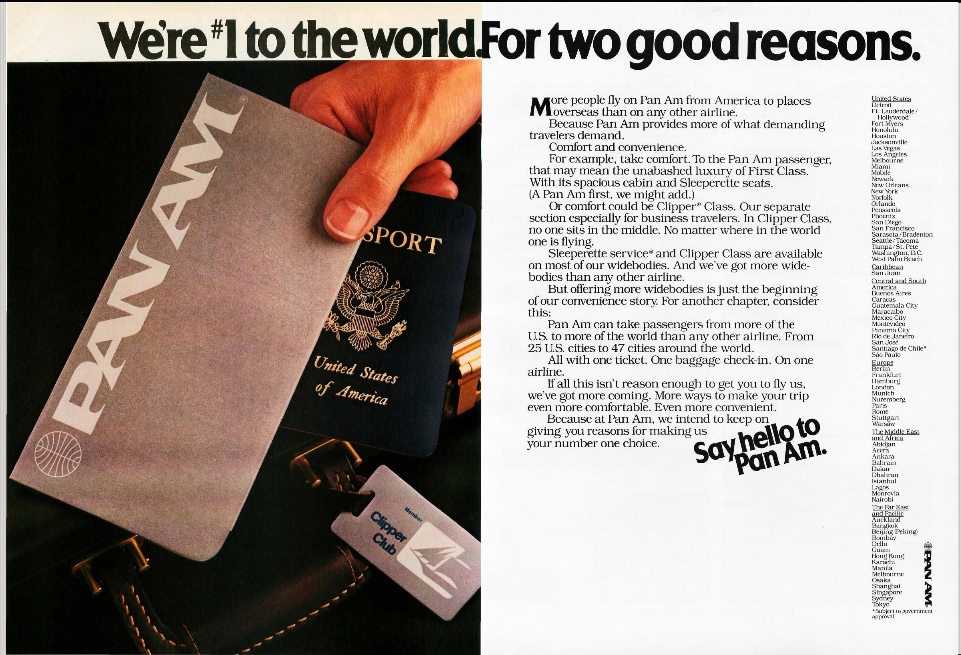 We're #1 to the world. For two good reasons.
PAN AM®
PASSPORT
United States
of America
Member
Clipper
Club
More people fly on Pan Am from America to places
overseas than on any other airline.
Because Pan Am provides more of what demanding
travelers demand.
Comfort and convenience.
For example, take comfort. To the Pan Am passenger,
that may mean the unabashed luxury of First Class.
With its spacious cabin and Sleeperette seats.
(A Pan Am first, we might add.)
Or comfort could be Clipper® Class. Our separate
section especially for business travelers. In Clipper Class,
no one sits in the middle. No matter where in the world
one is flying.
Sleeperette service® and Clipper Class are available
on most of our widebodies. And we've got more wide-
bodies than any other airline.
But offering more widebodies is just the beginning
of our convenience story. For another chapter, consider
this:
Pan Am can take passengers from more of the
U.S. to more of the world than any other airline. From
25 U.S. cities to 47 cities around the world.
All with one ticket. One baggage check-in. On one
airline.
If all this isn't reason enough to get you to fly us,
we've got more coming. More ways to make your trip
even more comfortable. Even more convenient.
Because at Pan Am, we intend to keep on
giving you reasons for making us
your number one choice.
Say hello to
Pan Am.
United States
Detroit
Ft. Lauderdale/
Hollywood
Fort Myers
Honolulu
Houston
Jacksonville
Las Vegas
Los Angeles
Melbourne
Miami
Mobile
Newark
New Orleans
New York
Norfolk
Orlando
Pensacola
Phoenix
San Diego
San Francisco
Sarasota/Bradenton
Seattle/Tacoma
Tampa/St. Pete
Washington, D.C.
West Palm Beach
Caribbean
San Juan
Central and South
America
Buenos Aires
Caracas
Guatemala City
Maracaibo
Mexico City
Montevideo
Panama City
Rio de Janeiro
San José
Santiago de Chile*
São Paulo
Europe
Berlin
Frankfurt
Hamburg
London
Munich
Nuremberg
Paris
Rome
Stuttgart
Warsaw
The Middle East
and Africa
Abidjan
Accra
Ankara
Bahrain
Dakar
Dhahran
Istanbul
Lagos
Monrovia
Nairobi
The Far East
and Pacific
Auckland
Bangkok
Beijing (Peking)
Bombay
Delhi
Guam
Hong Kong
Karachi
Manila
Melbourne
Osaka
Shanghai
Singapore
Sydney
Tokyo
*Subject to government
approval
PAN AM.